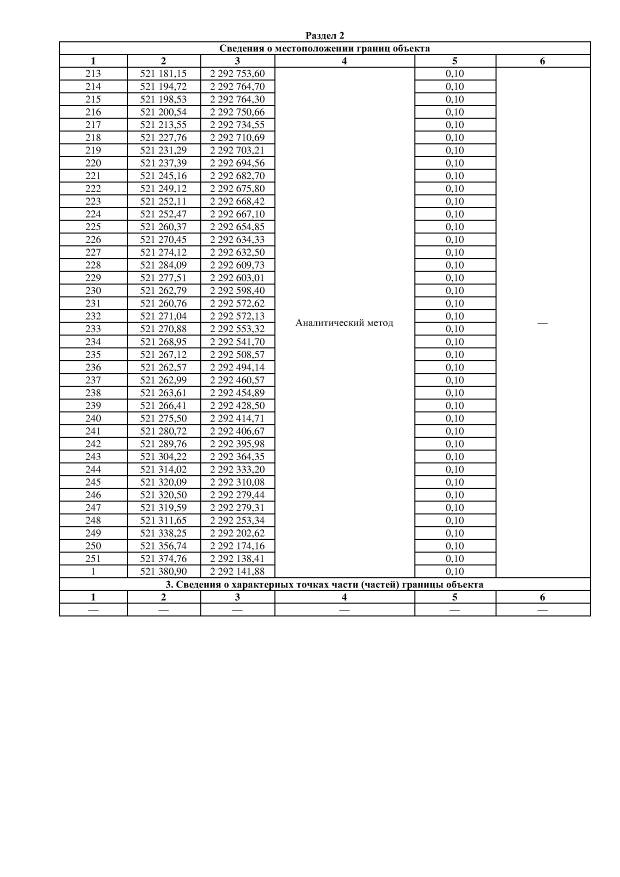 Раздел 2
Сведения о местоположении границ объекта
1 2 3 4 5 6
213 521 181,15 2 292 753,60 0,10
214 521 194,72 2 292 764,70 0,10
215 521 198,53 2 292 764,30 0,10
216 521 200,54 2 292 750,66 0,10
217 521 213,55 2 292 734,55 0,10
218 521 227,76 2 292 710,69 0,10
219 521 231,29 2 292 703,21 0,10
220 521 237,39 2 292 694,56 0,10
221 521 245,16 2 292 682,70 0,10
222 521 249,12 2 292 675,80 0,10
223 521 252,11 2 292 668,42 0,10
224 521 252,47 2 292 667,10 0,10
225 521 260,37 2 292 654,85 0,10
226 521 270,45 2 292 634,33 0,10
227 521 274,12 2 292 632,50 0,10
228 521 284,09 2 292 609,73 0,10
229 521 277,51 2 292 603,01 0,10
230 521 262,79 2 292 598,40 0,10
231 521 260,76 2 292 572,62 0,10
232 521 271,04 2 292 572,13 0,10
Аналитический метод —
233 521 270,88 2 292 553,32 0,10
234 521 268,95 2 292 541,70 0,10
235 521 267,12 2 292 508,57 0,10
236 521 262,57 2 292 494,14 0,10
237 521 262,99 2 292 460,57 0,10
238 521 263,61 2 292 454,89 0,10
239 521 266,41 2 292 428,50 0,10
240 521 275,50 2 292 414,71 0,10
241 521 280,72 2 292 406,67 0,10
242 521 289,76 2 292 395,98 0,10
243 521 304,22 2 292 364,35 0,10
244 521 314,02 2 292 333,20 0,10
245 521 320,09 2 292 310,08 0,10
246 521 320,50 2 292 279,44 0,10
247 521 319,59 2 292 279,31 0,10
248 521 311,65 2 292 253,34 0,10
249 521 338,25 2 292 202,62 0,10
250 521 356,74 2 292 174,16 0,10
251 521 374,76 2 292 138,41 0,10
1 521 380,90 2 292 141,88 0,10
3. Сведения о характерных точках части (частей) границы объекта
1 2 3 4 5 6
— — — — — —